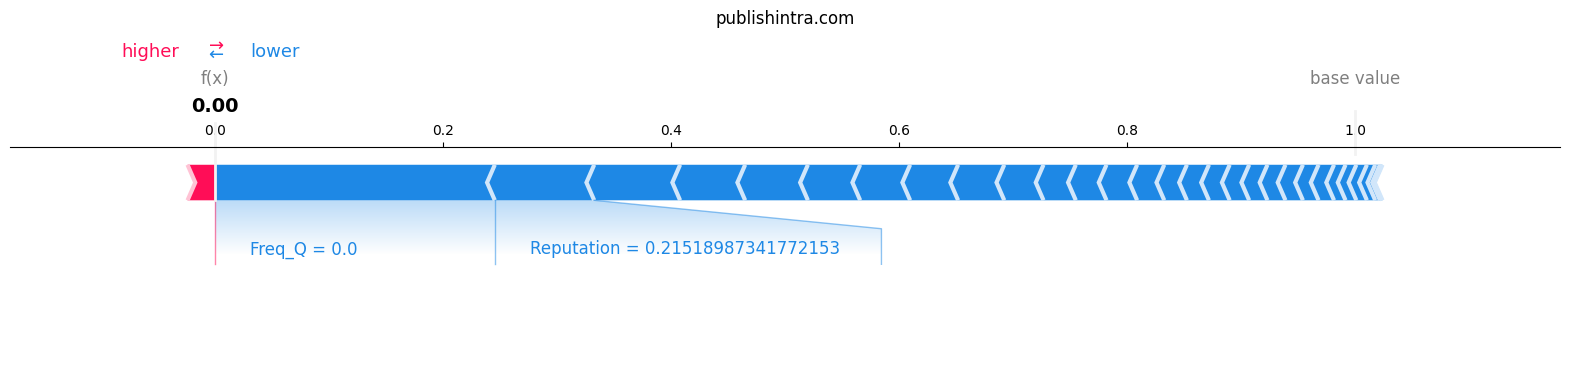 publishintra.com
higher ⇄ lower
f(x)
base value
0.00
0.0 0.2 0.4 0.6 0.8 1.0
Freq_Q = 0.0
Reputation = 0.21518987341772153